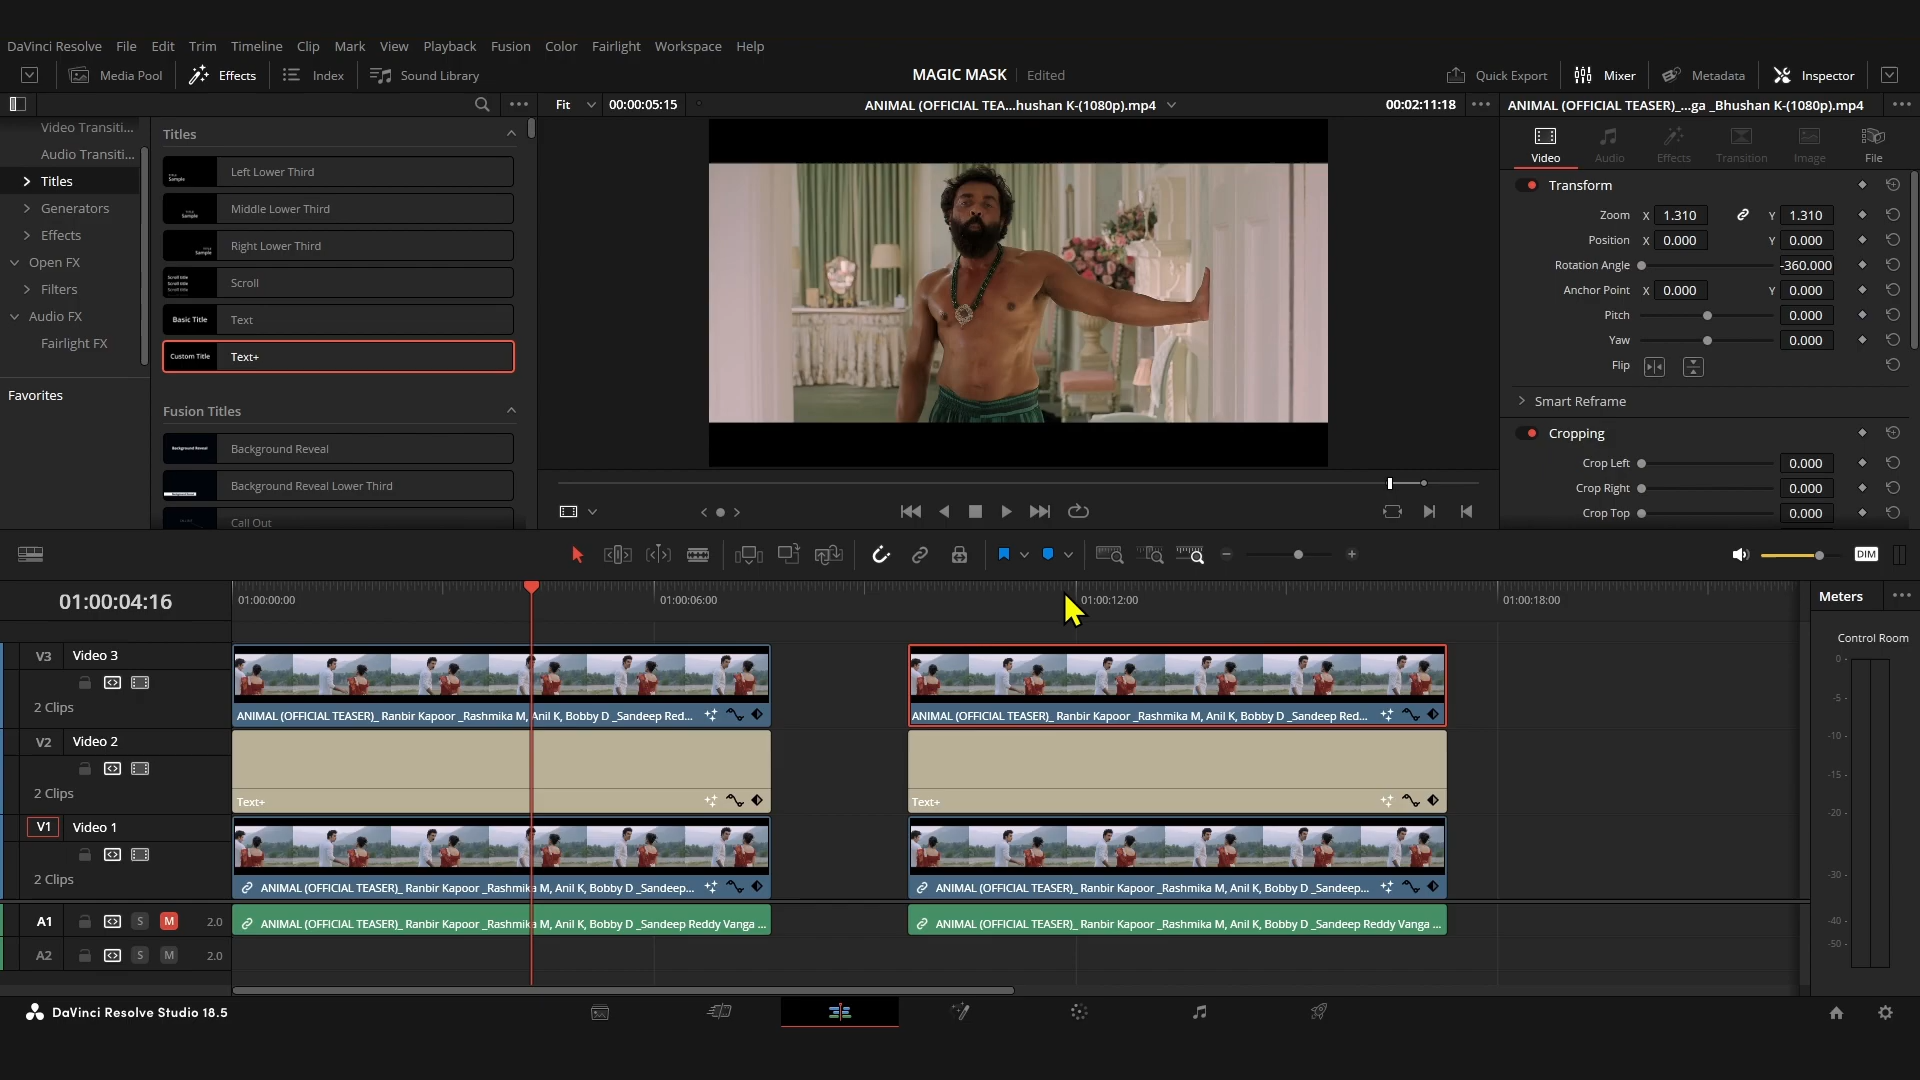 DaVinci Resolve File Edit Trim Timeline Clip Mark View Playback Fusion Color Fairlight Workspace Help
Media Pool Effects Index Sound Library MAGIC MASK Edited Quick Export Mixer Metadata Inspector
Fit 00:00:05:15 ANIMAL (OFFICIAL TEA...hushan K-(1080p).mp4 00:02:11:18 ANIMAL (OFFICIAL TEASER)_...ga _Bhushan K-(1080p).mp4
Video Transiti...
Audio Transiti...
Titles
Generators
Effects
Open FX
Filters
Audio FX
Fairlight FX
Favorites
Titles
Left Lower Third
Middle Lower Third
Right Lower Third
Scroll
Basic Title Text
Custom Title Text+
Fusion Titles
Background Reveal
Background Reveal Lower Third
Call Out
Video Audio Effects Transition Image File
Transform
Zoom X 1.310 Y 1.310
Position X 0.000 Y 0.000
Rotation Angle -360.000
Anchor Point X 0.000 Y 0.000
Pitch 0.000
Yaw 0.000
Flip
Smart Reframe
Cropping
Crop Left 0.000
Crop Right 0.000
Crop Top 0.000
DIM
01:00:04:16 01:00:00:00 01:00:06:00 01:00:12:00 01:00:18:00
V3 Video 3
2 Clips
ANIMAL (OFFICIAL TEASER)_ Ranbir Kapoor _Rashmika M, Anil K, Bobby D _Sandeep Red...
ANIMAL (OFFICIAL TEASER)_ Ranbir Kapoor _Rashmika M, Anil K, Bobby D _Sandeep Red...
V2 Video 2
2 Clips
Text+
Text+
V1 Video 1
2 Clips
ANIMAL (OFFICIAL TEASER)_ Ranbir Kapoor _Rashmika M, Anil K, Bobby D _Sandeep...
ANIMAL (OFFICIAL TEASER)_ Ranbir Kapoor _Rashmika M, Anil K, Bobby D _Sandeep...
A1 S M 2.0
ANIMAL (OFFICIAL TEASER)_ Ranbir Kapoor _Rashmika M, Anil K, Bobby D _Sandeep Reddy Vanga ...
ANIMAL (OFFICIAL TEASER)_ Ranbir Kapoor _Rashmika M, Anil K, Bobby D _Sandeep Reddy Vanga ...
A2 S M 2.0
Meters
Control Room
0
-5
-10
-15
-20
-30
-40
-50
DaVinci Resolve Studio 18.5